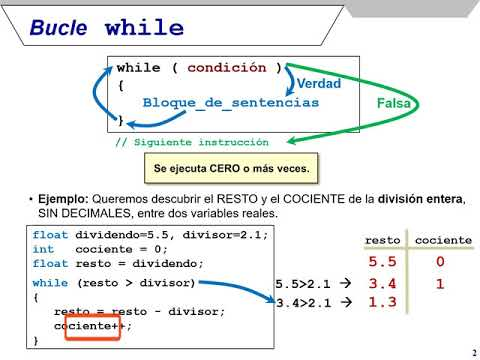 Bucle while
while ( condición )
{
Verdad
Bloque_de_sentencias
Falsa
}
// Siguiente instrucción
Se ejecuta CERO o más veces.
• Ejemplo: Queremos descubrir el RESTO y el COCIENTE de la división entera,
SIN DECIMALES, entre dos variables reales.
float dividendo=5.5, divisor=2.1;
int cociente = 0;
float resto = dividendo;
while (resto > divisor)
{
resto = resto - divisor;
cociente++;
}
resto cociente
5.5 0
5.5>2.1 → 3.4 1
3.4>2.1 → 1.3
2